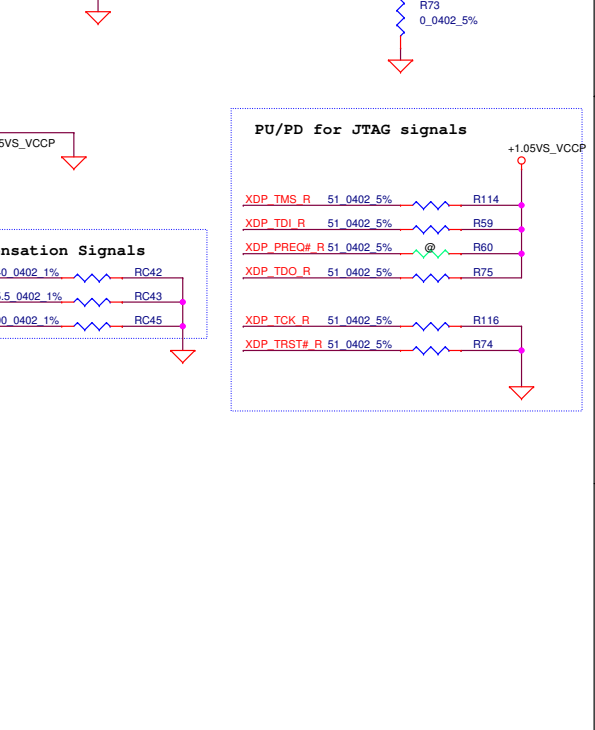 R73
0_0402_5%
PU/PD for JTAG signals
5VS_VCCP
+1.05VS_VCCP
XDP_TMS_R 51_0402_5% R114
XDP_TDI_R 51_0402_5% R59
@
XDP_PREQ#_R 51_0402_5% R60
XDP_TDO_R 51_0402_5% R75
XDP_TCK_R 51_0402_5% R116
XDP_TRST#_R 51_0402_5% R74
nsation Signals
0_0402_1% RC42
.5_0402_1% RC43
00_0402_1% RC45